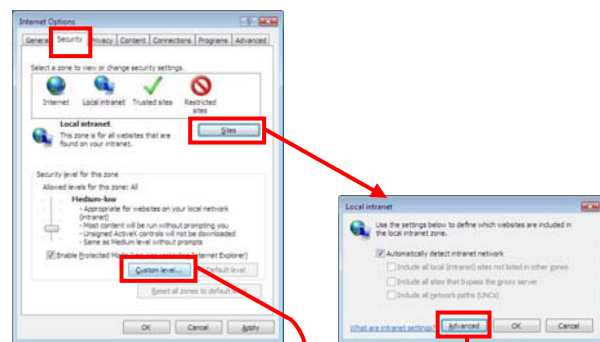 Internet Options
General Security Privacy Content Connections Programs Advanced
Select a zone to view or change security settings.
Internet Local intranet Trusted sites Restricted
sites
Local intranet
This zone is for all websites that are
found on your intranet.
Sites
Security level for this zone
Allowed levels for this zone: All
Medium-low
- Appropriate for websites on your local network
(intranet)
- Most content will be run without prompting you
- Unsigned ActiveX controls will not be downloaded
- Same as Medium level without prompts
Enable Protected Mode Internet Explorer)
Custom level... Default level
Reset all zones to default level
OK Cancel Apply
Local intranet
Use the settings below to define which websites are included in
the local intranet zone.
Automatically detect intranet network
Include all local (intranet) sites not listed in other zones
Include all sites that bypass the proxy server
Include all network paths (UNCs)
What are intranet settings? Advanced OK Cancel